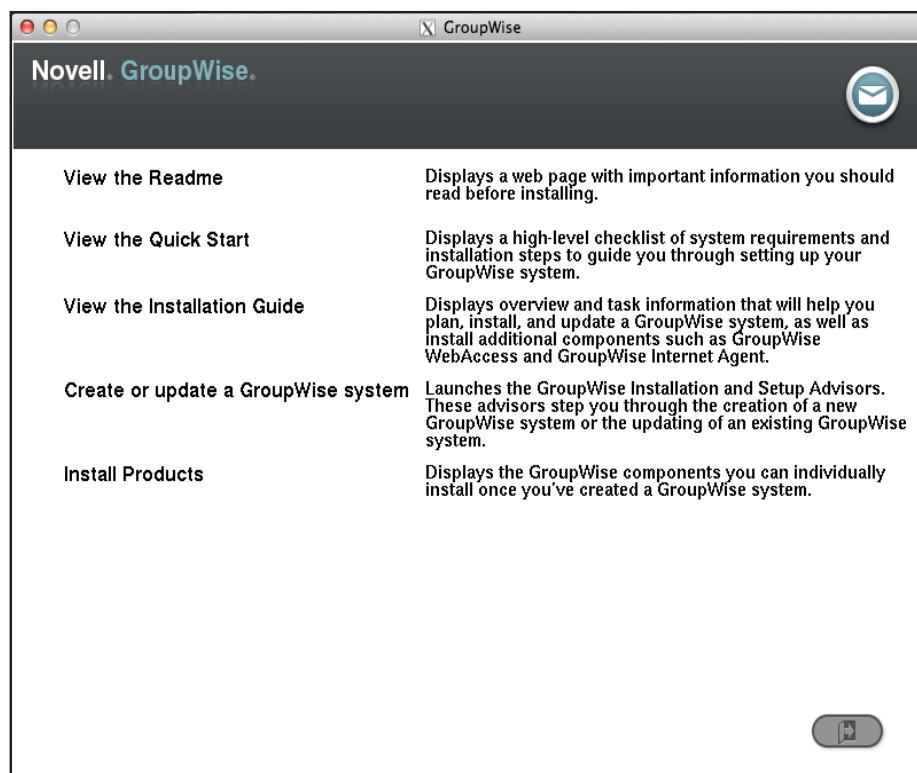 GroupWise
Novell. GroupWise.
View the Readme
Displays a web page with important information you should
read before installing.
View the Quick Start
Displays a high-level checklist of system requirements and
installation steps to guide you through setting up your
GroupWise system.
View the Installation Guide
Displays overview and task information that will help you
plan, install, and update a GroupWise system, as well as
install additional components such as GroupWise
WebAccess and GroupWise Internet Agent.
Create or update a GroupWise system
Launches the GroupWise Installation and Setup Advisors.
These advisors step you through the creation of a new
GroupWise system or the updating of an existing GroupWise
system.
Install Products
Displays the GroupWise components you can individually
install once you've created a GroupWise system.